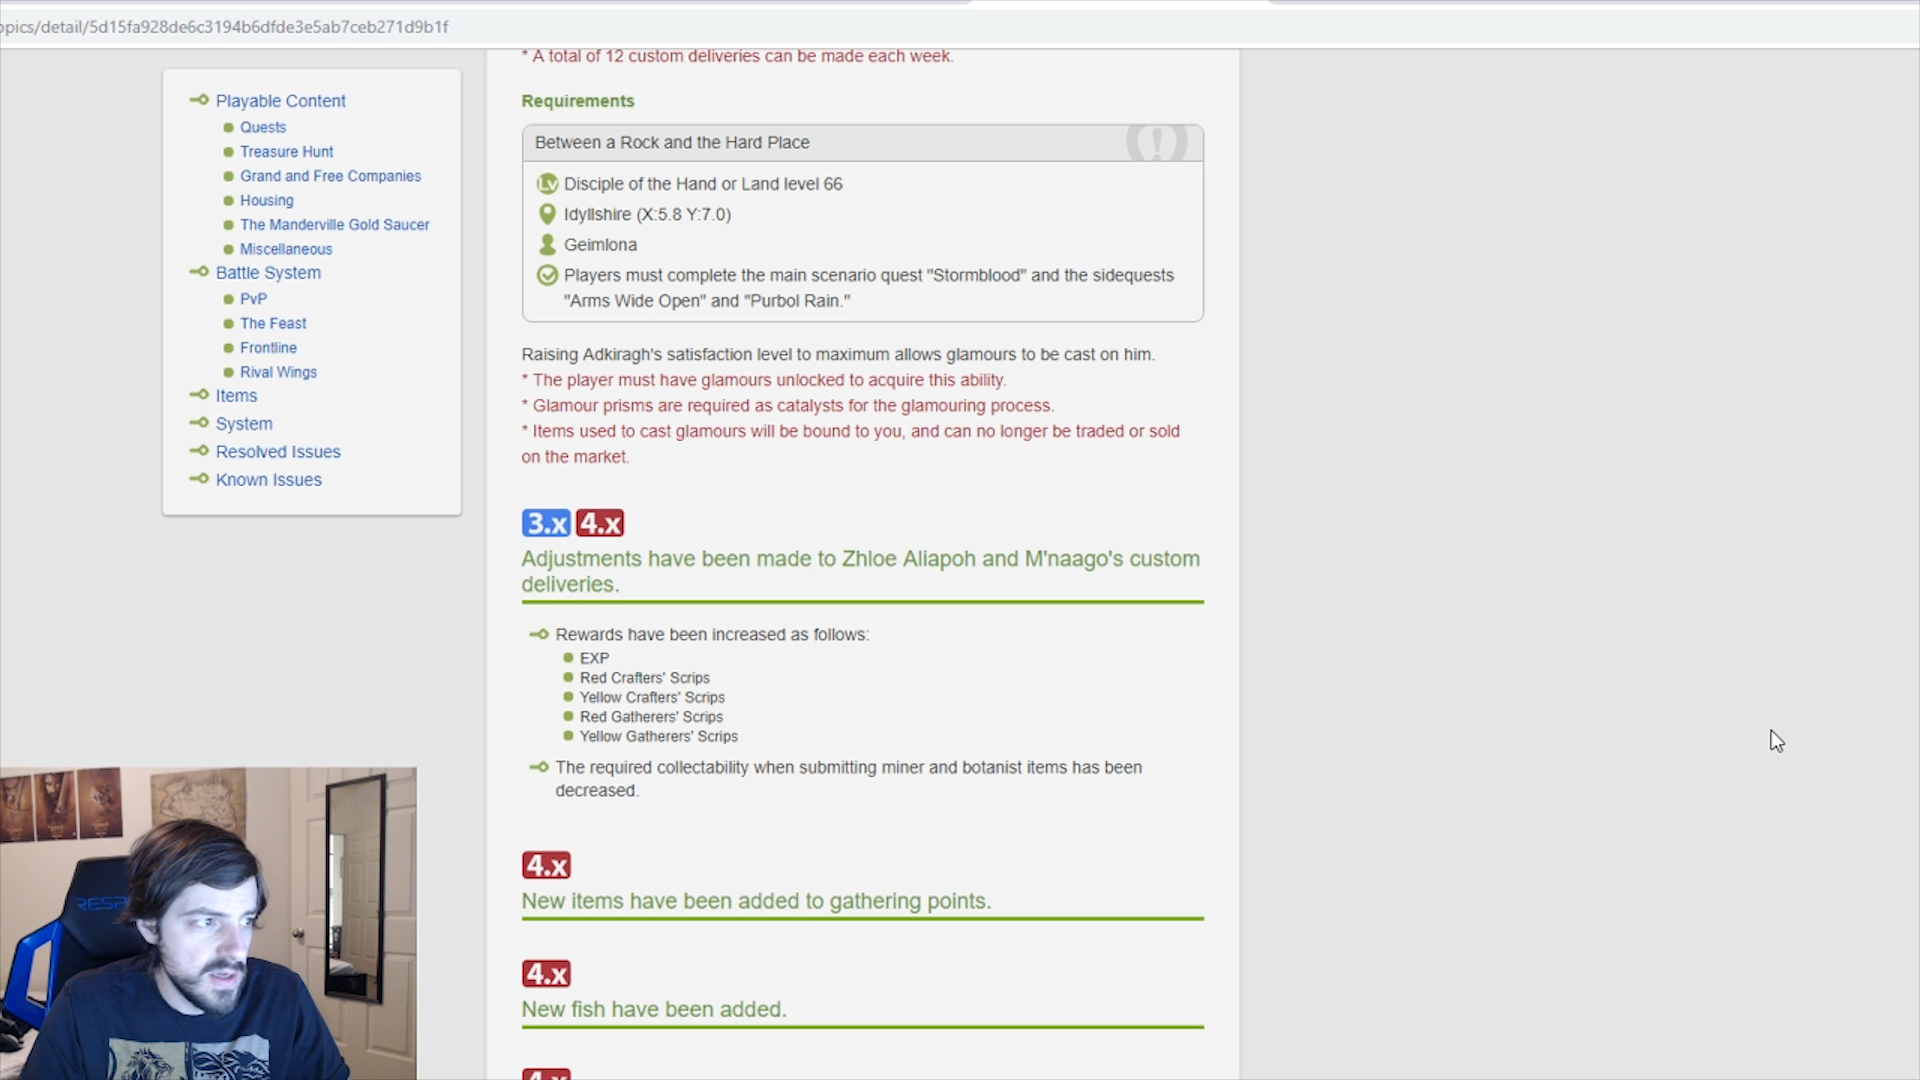 opics/detail/5d15fa928de6c3194b6dfde3e5ab7ceb271d9b1f
Playable Content
Quests
Treasure Hunt
Grand and Free Companies
Housing
The Manderville Gold Saucer
Miscellaneous
Battle System
PvP
The Feast
Frontline
Rival Wings
Items
System
Resolved Issues
Known Issues
* A total of 12 custom deliveries can be made each week.
Requirements
Between a Rock and the Hard Place
Lv Disciple of the Hand or Land level 66
Idyllshire (X:5.8 Y:7.0)
Geimlona
Players must complete the main scenario quest "Stormblood" and the sidequests
"Arms Wide Open" and "Purbol Rain."
Raising Adkiragh's satisfaction level to maximum allows glamours to be cast on him.
* The player must have glamours unlocked to acquire this ability.
* Glamour prisms are required as catalysts for the glamouring process.
* Items used to cast glamours will be bound to you, and can no longer be traded or sold
on the market.
3.x 4.x
Adjustments have been made to Zhloe Aliapoh and M'naago's custom
deliveries.
Rewards have been increased as follows:
EXP
Red Crafters' Scrips
Yellow Crafters' Scrips
Red Gatherers' Scrips
Yellow Gatherers' Scrips
The required collectability when submitting miner and botanist items has been
decreased.
4.x
New items have been added to gathering points.
4.x
New fish have been added.
4.x